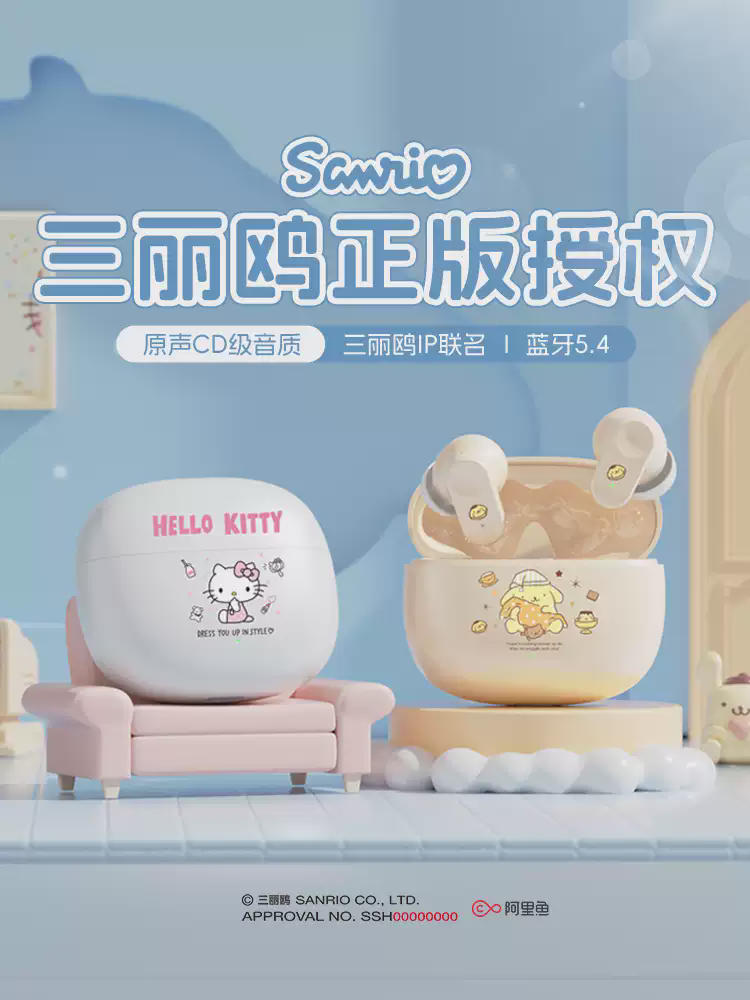 Sanrio
三丽鸥正版授权
原声CD级音质 三丽鸥IP联名 | 蓝牙5.4
HELLO KITTY
DRESS YOU UP IN STYLE♡
© 三丽鸥 SANRIO CO., LTD.
APPROVAL NO. SSH00000000
阿里鱼